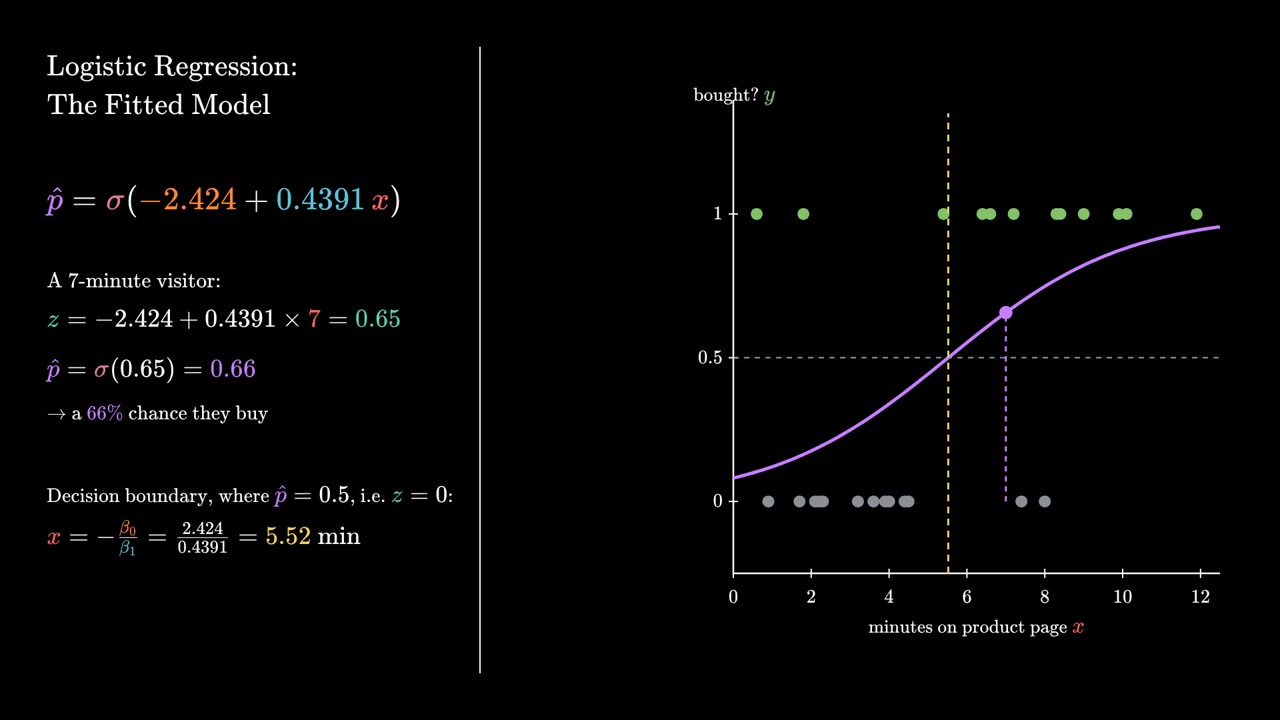 Logistic Regression:
The Fitted Model
p̂ = σ(−2.424 + 0.4391 x)
A 7-minute visitor:
z = −2.424 + 0.4391 × 7 = 0.65
p̂ = σ(0.65) = 0.66
→ a 66% chance they buy
Decision boundary, where p̂ = 0.5, i.e. z = 0:
x = −β₀/β₁ = 2.424/0.4391 = 5.52 min
bought? y
1
0.5
0
0 2 4 6 8 10 12
minutes on product page x